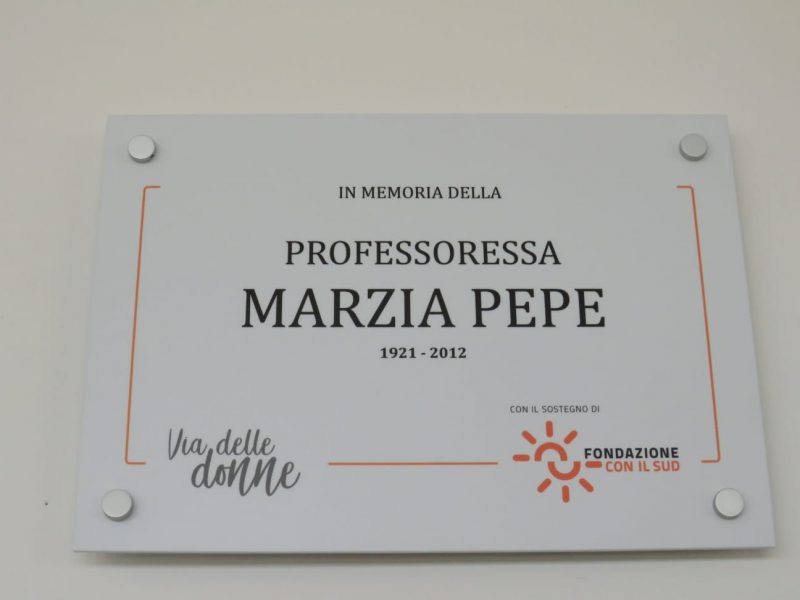 IN MEMORIA DELLA
PROFESSORESSA
MARZIA PEPE
1921 - 2012
Via delle
donne
CON IL SOSTEGNO DI
FONDAZIONE
CON IL SUD